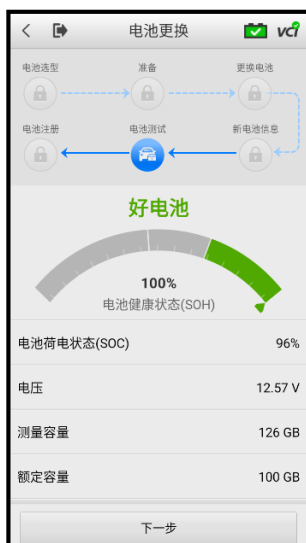 电池更换
vci
电池选型
准备
更换电池
电池注册
电池测试
新电池信息
好电池
100%
电池健康状态(SOH)
电池荷电状态(SOC)
96%
电压
12.57 V
测量容量
126 GB
额定容量
100 GB
下一步